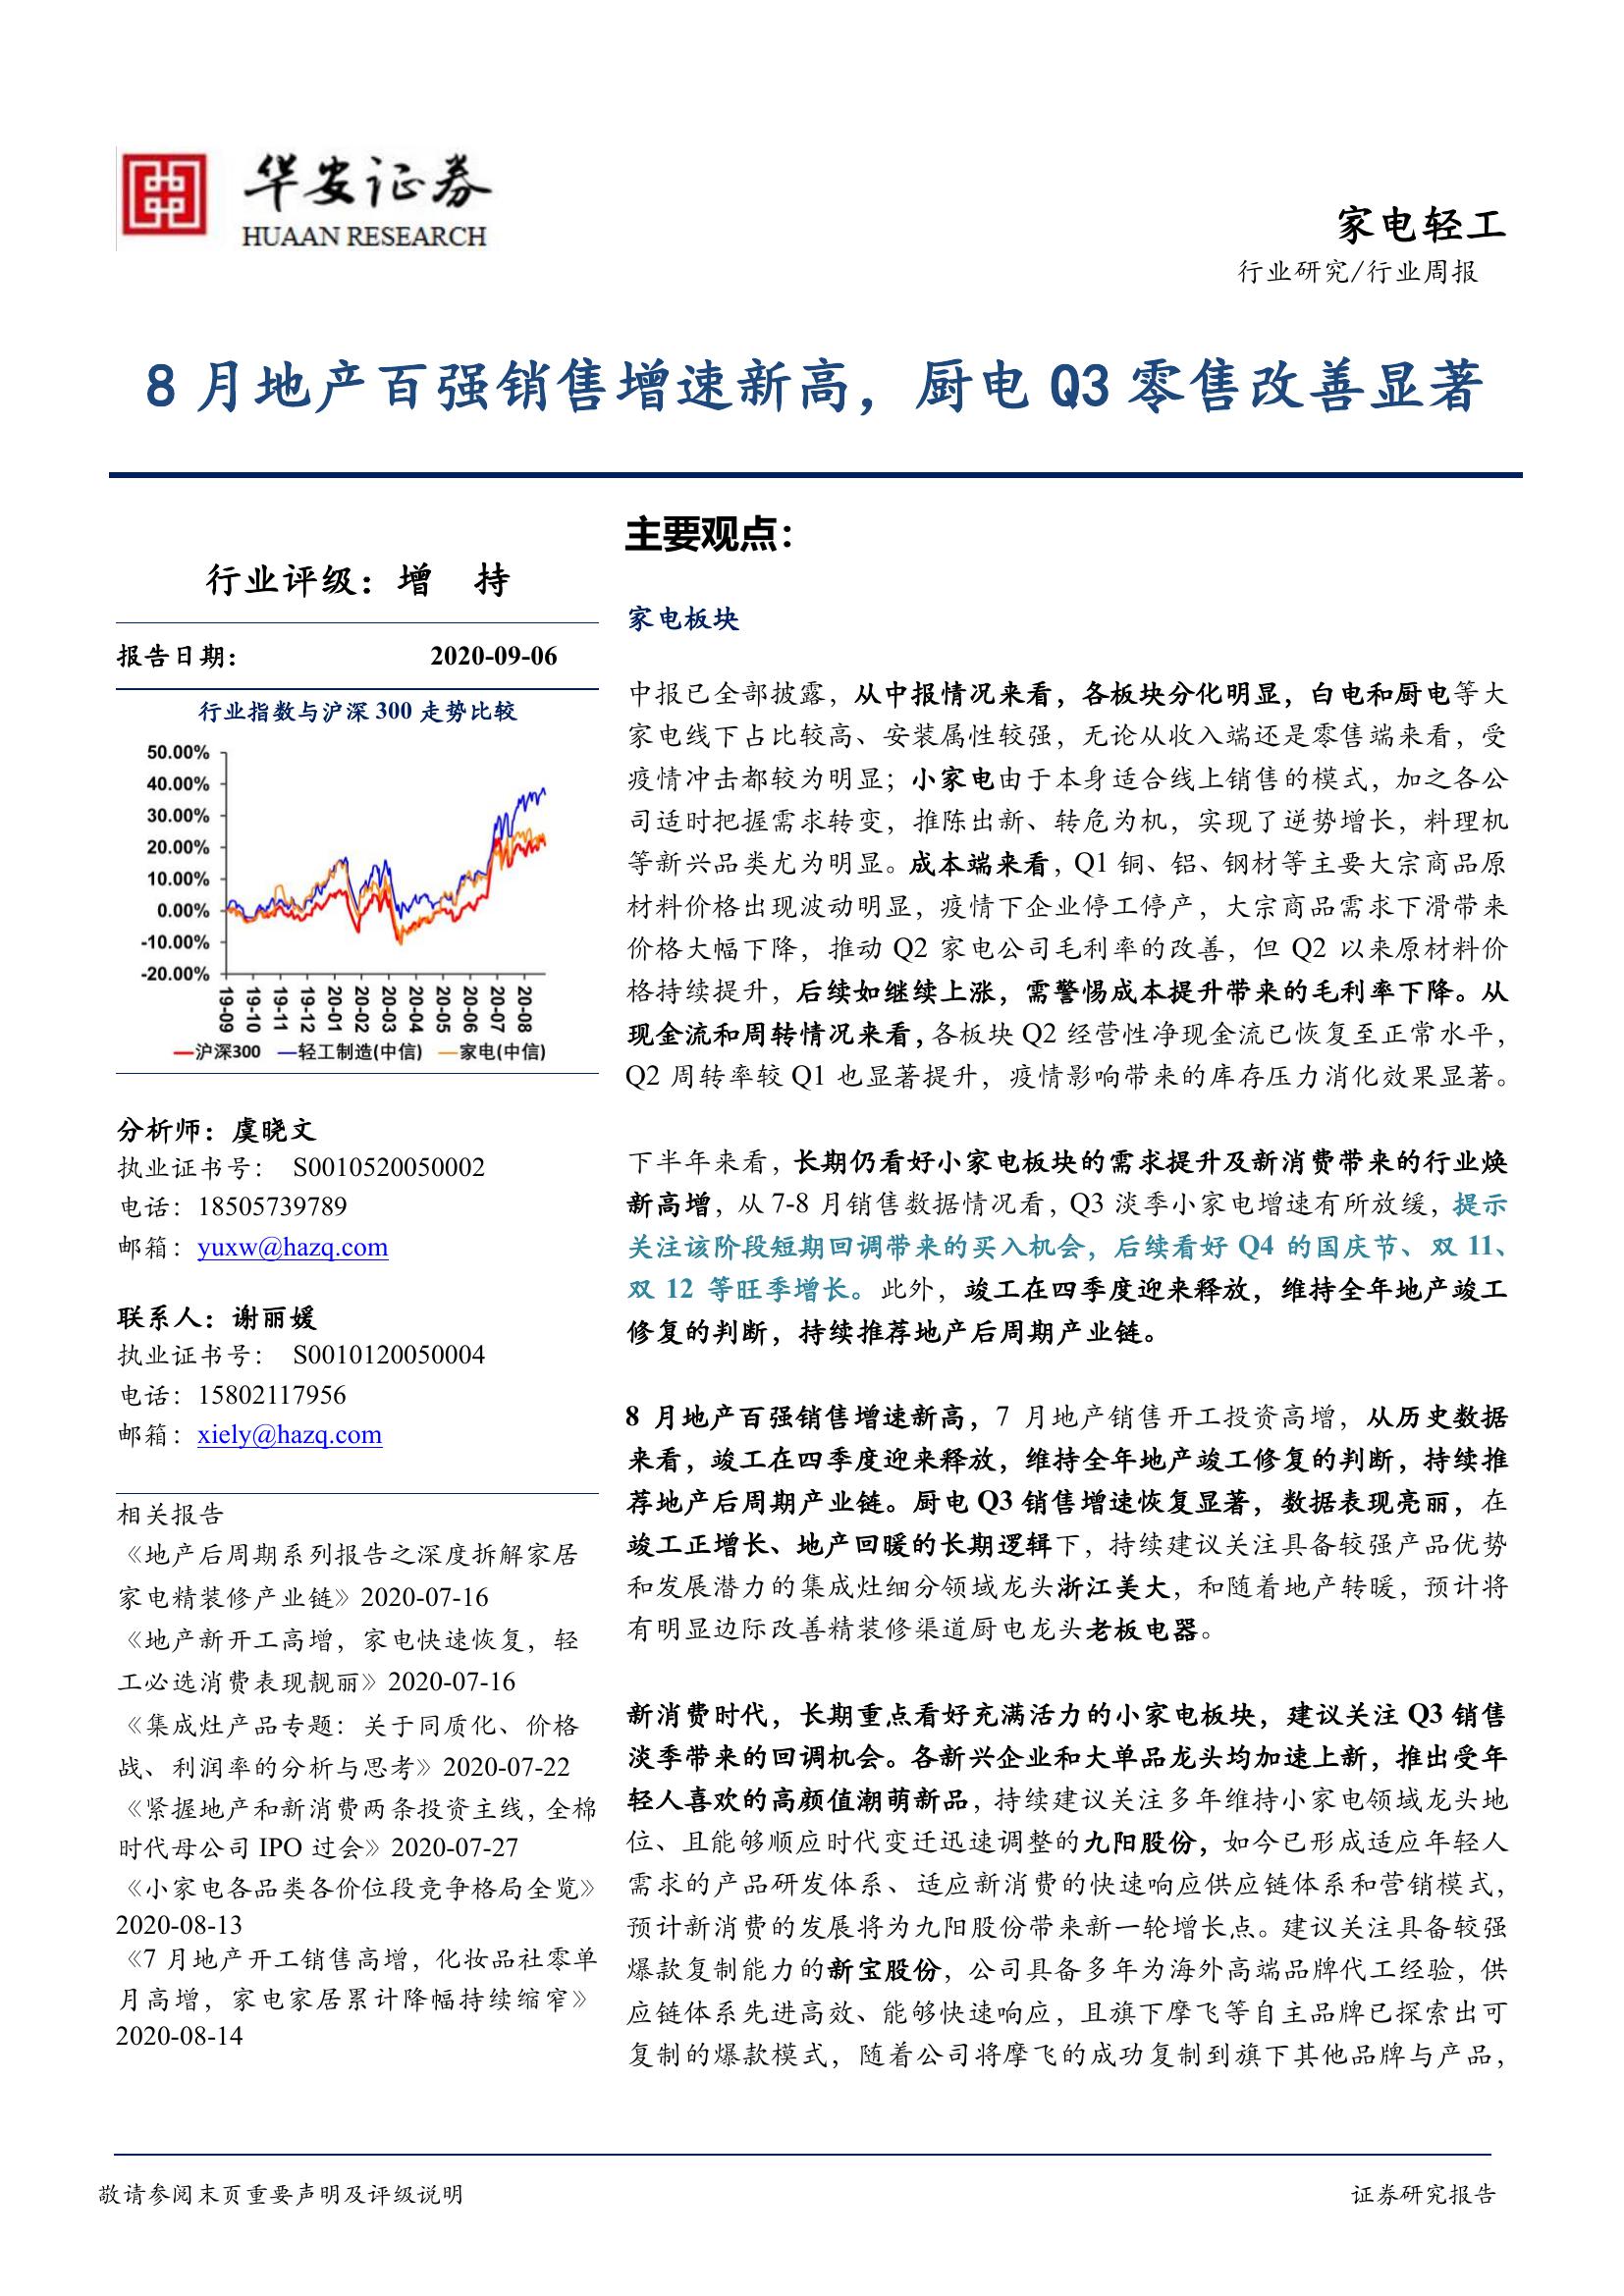 华安证券
HUAAN RESEARCH
家电轻工
行业研究/行业周报
8 月地产百强销售增速新高，厨电 Q3 零售改善显著
行业评级：增 持
报告日期： 2020-09-06
行业指数与沪深 300 走势比较
50.00%
40.00%
30.00%
20.00%
10.00%
0.00%
-10.00%
-20.00%
19-09 19-10 19-11 19-12 20-01 20-02 20-03 20-04 20-05 20-06 20-07 20-08
沪深300 轻工制造(中信) 家电(中信)
分析师：虞晓文
执业证书号： S0010520050002
电话：18505739789
邮箱：yuxw@hazq.com
联系人：谢丽媛
执业证书号： S0010120050004
电话：15802117956
邮箱：xiely@hazq.com
相关报告
《地产后周期系列报告之深度拆解家居
家电精装修产业链》2020-07-16
《地产新开工高增，家电快速恢复，轻
工必选消费表现靓丽》2020-07-16
《集成灶产品专题：关于同质化、价格
战、利润率的分析与思考》2020-07-22
《紧握地产和新消费两条投资主线，全棉
时代母公司 IPO 过会》2020-07-27
《小家电各品类各价位段竞争格局全览》
2020-08-13
《7 月地产开工销售高增，化妆品社零单
月高增，家电家居累计降幅持续缩窄》
2020-08-14
主要观点：
家电板块
中报已全部披露，从中报情况来看，各板块分化明显，白电和厨电等大
家电线下占比较高、安装属性较强，无论从收入端还是零售端来看，受
疫情冲击都较为明显；小家电由于本身适合线上销售的模式，加之各公
司适时把握需求转变，推陈出新、转危为机，实现了逆势增长，料理机
等新兴品类尤为明显。成本端来看，Q1 铜、铝、钢材等主要大宗商品原
材料价格出现波动明显，疫情下企业停工停产，大宗商品需求下滑带来
价格大幅下降，推动 Q2 家电公司毛利率的改善，但 Q2 以来原材料价
格持续提升，后续如继续上涨，需警惕成本提升带来的毛利率下降。从
现金流和周转情况来看，各板块 Q2 经营性净现金流已恢复至正常水平，
Q2 周转率较 Q1 也显著提升，疫情影响带来的库存压力消化效果显著。
下半年来看，长期仍看好小家电板块的需求提升及新消费带来的行业焕
新高增，从 7-8 月销售数据情况看，Q3 淡季小家电增速有所放缓，提示
关注该阶段短期回调带来的买入机会，后续看好 Q4 的国庆节、双 11、
双 12 等旺季增长。此外，竣工在四季度迎来释放，维持全年地产竣工
修复的判断，持续推荐地产后周期产业链。
8 月地产百强销售增速新高，7 月地产销售开工投资高增，从历史数据
来看，竣工在四季度迎来释放，维持全年地产竣工修复的判断，持续推
荐地产后周期产业链。厨电 Q3 销售增速恢复显著，数据表现亮丽，在
竣工正增长、地产回暖的长期逻辑下，持续建议关注具备较强产品优势
和发展潜力的集成灶细分领域龙头浙江美大，和随着地产转暖，预计将
有明显边际改善精装修渠道厨电龙头老板电器。
新消费时代，长期重点看好充满活力的小家电板块，建议关注 Q3 销售
淡季带来的回调机会。各新兴企业和大单品龙头均加速上新，推出受年
轻人喜欢的高颜值潮萌新品，持续建议关注多年维持小家电领域龙头地
位、且能够顺应时代变迁迅速调整的九阳股份，如今已形成适应年轻人
需求的产品研发体系、适应新消费的快速响应供应链体系和营销模式，
预计新消费的发展将为九阳股份带来新一轮增长点。建议关注具备较强
爆款复制能力的新宝股份，公司具备多年为海外高端品牌代工经验，供
应链体系先进高效、能够快速响应，且旗下摩飞等自主品牌已探索出可
复制的爆款模式，随着公司将摩飞的成功复制到旗下其他品牌与产品，
敬请参阅末页重要声明及评级说明
证券研究报告